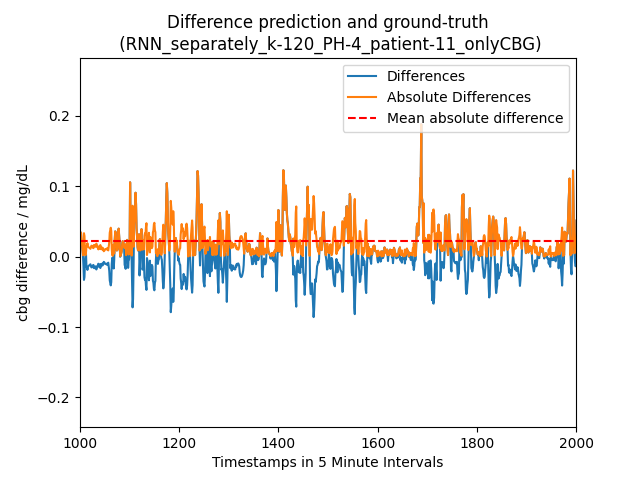 Difference prediction and ground-truth
(RNN_separately_k-120_PH-4_patient-11_onlyCBG)
Differences
Absolute Differences
Mean absolute difference
cbg difference / mg/dL
0.2
0.1
0.0
−0.1
−0.2
1000 1200 1400 1600 1800 2000
Timestamps in 5 Minute Intervals